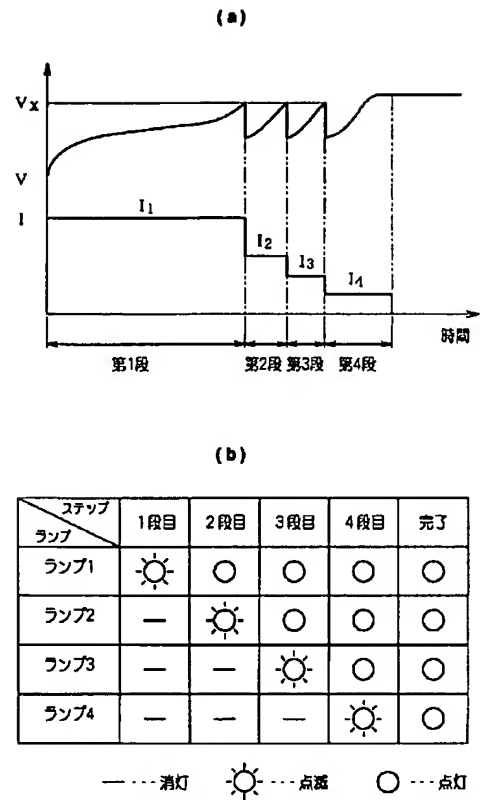 (a)
Vx
V
I
I1
I2
I3
I4
時間
第1段 第2段 第3段 第4段
(b)
ステップ
ランプ
1段目 2段目 3段目 4段目 完了
ランプ1
ランプ2 —
ランプ3 — —
ランプ4 — — —
— ··· 消灯 ···· 点滅 ··· 点灯